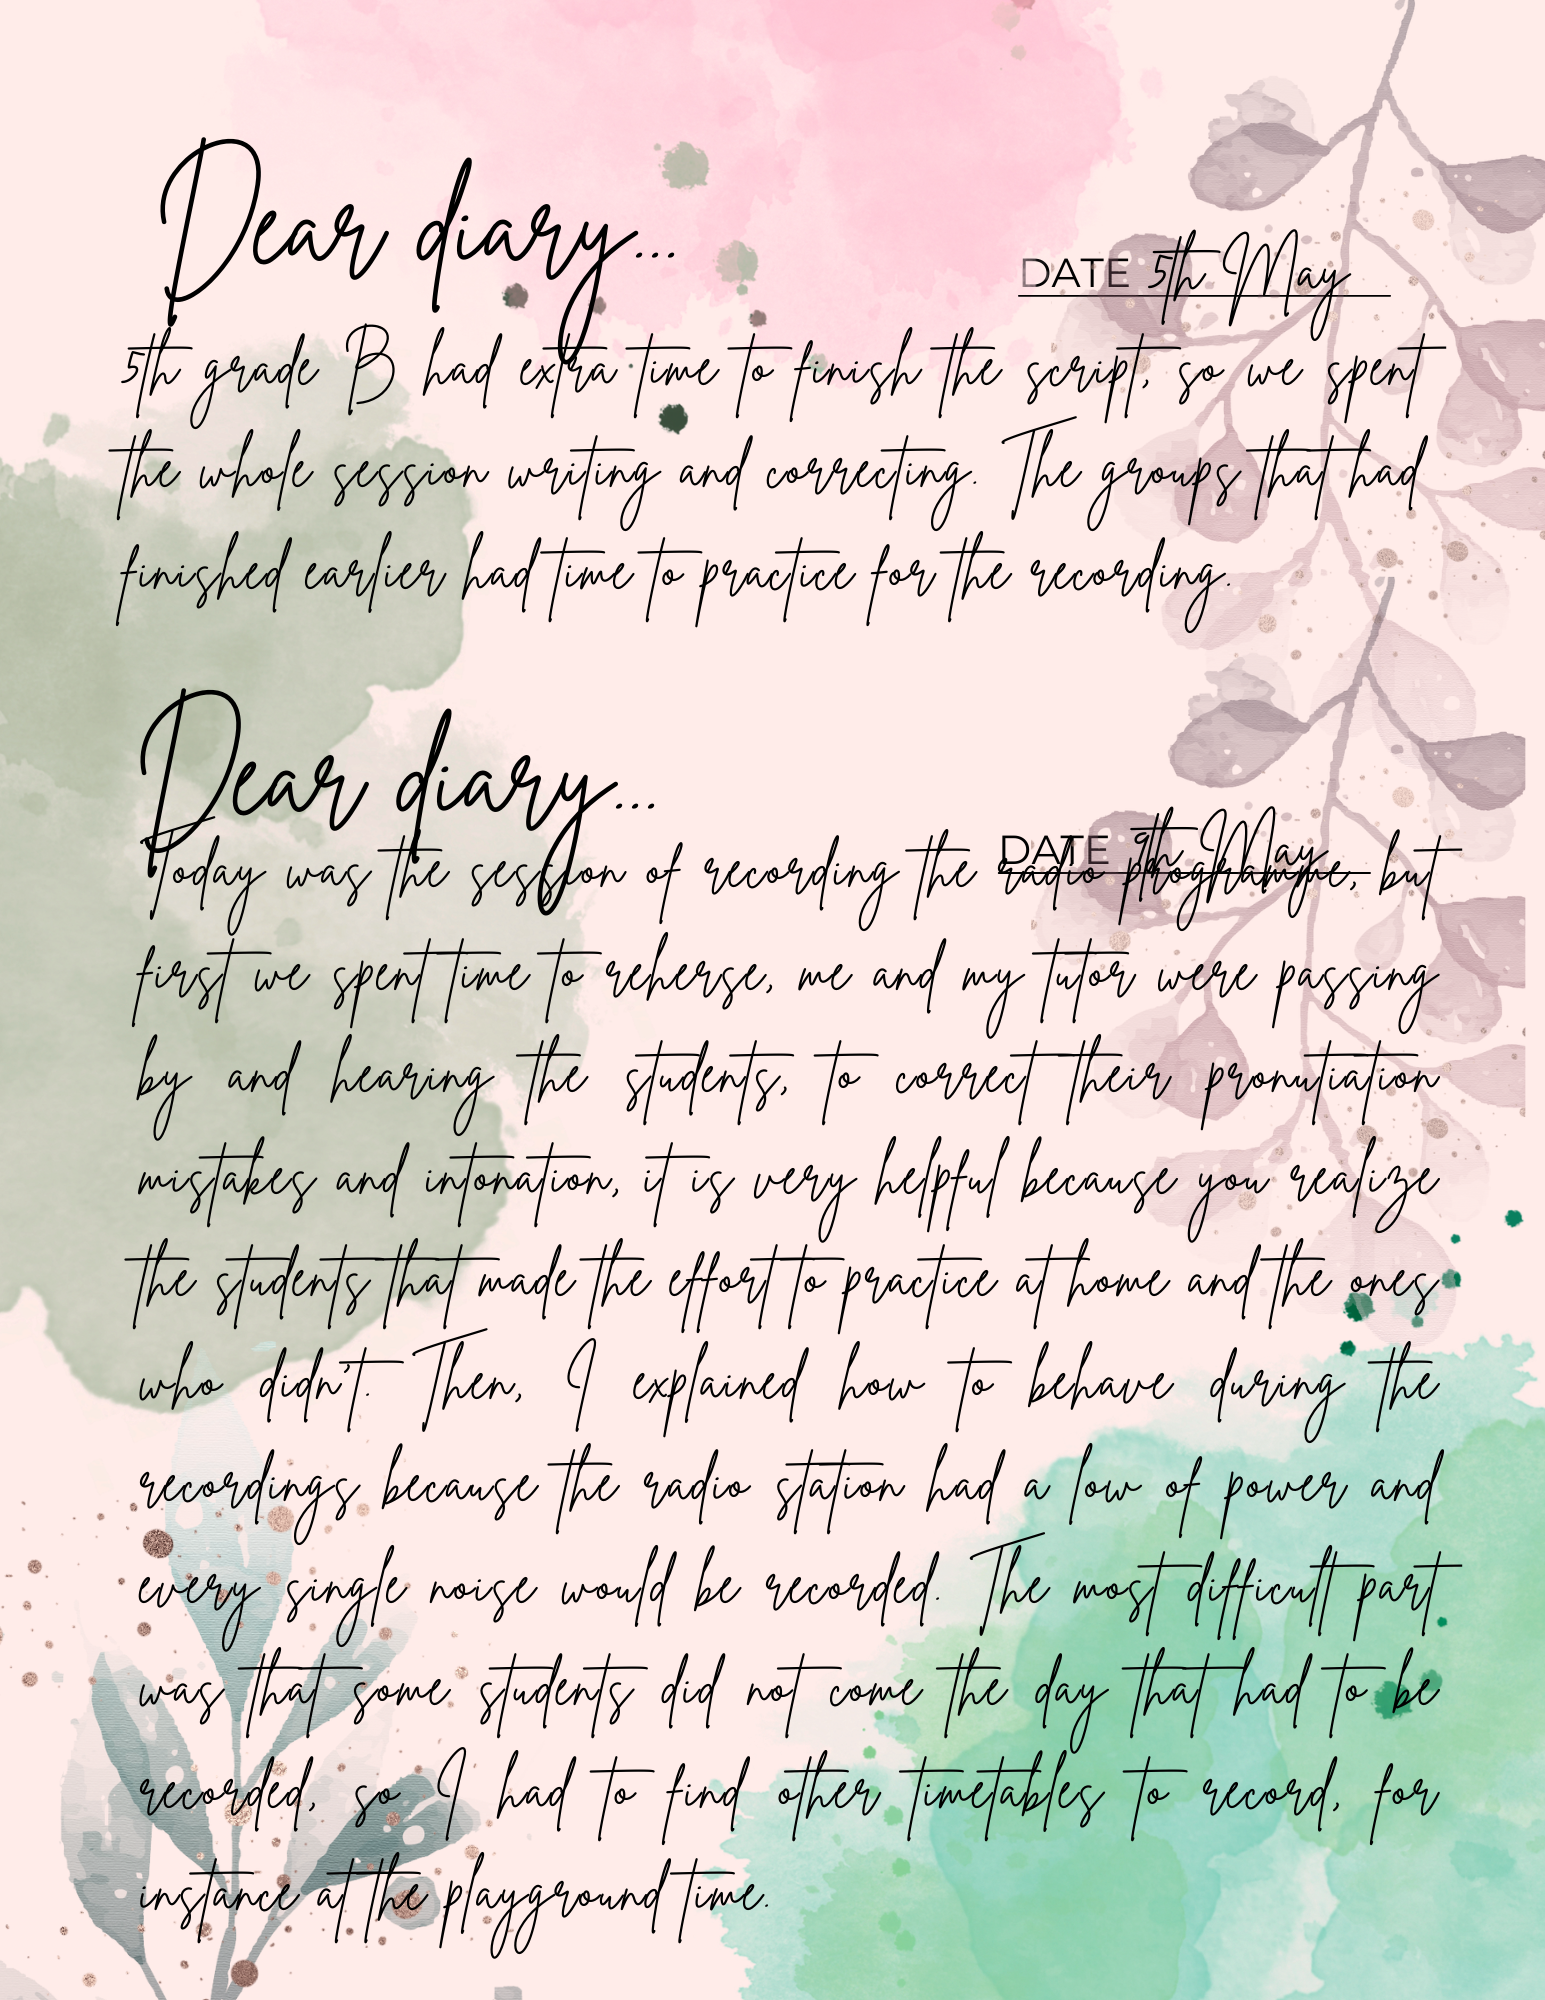 Dear diary...
DATE 5th May
5th grade B had extra time to finish the script, so we spent
the whole session writing and correcting. The groups that had
finished earlier had time to practice for the recording.
Dear diary...
DATE 9th May
Today was the session of recording the radio programme, but
first we spent time to reherse, me and my tutor were passing
by and hearing the students, to correct their pronutiation
mistakes and intonation, it is very helpful because you realize
the students that made the effort to practice at home and the ones
who didn't. Then, I explained how to behave during the
recordings because the radio station had a low of power and
every single noise would be recorded. The most difficult part
was that some students did not come the day that had to be
recorded, so I had to find other timetables to record, for
instance at the playground time.